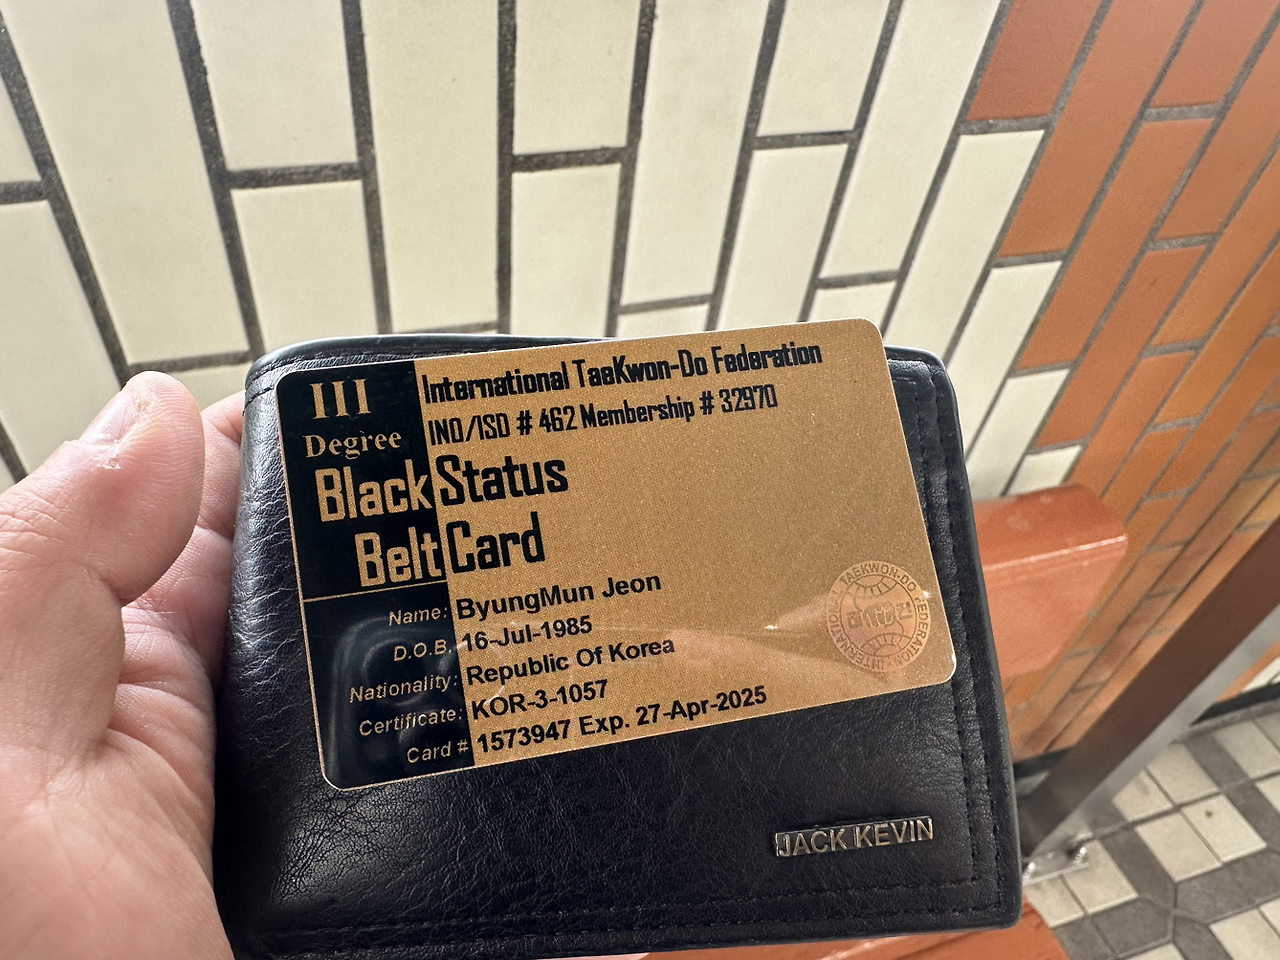 III
Degree
Black Status
Belt Card
International TaeKwon-Do Federation
INO/ISD # 462 Membership # 32970
Name: ByungMun Jeon
D.O.B. 16-Jul-1985
Nationality: Republic Of Korea
Certificate: KOR-3-1057
Card # 1573947 Exp. 27-Apr-2025
INTERNATIONAL TAEKWON-DO FEDERATION
JACK KEVIN